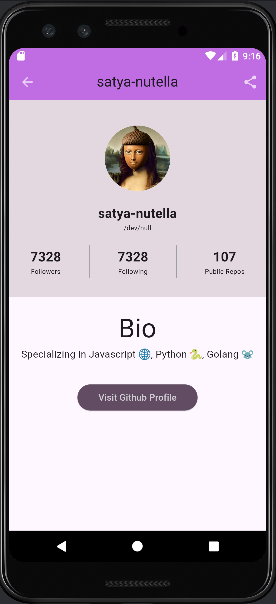 9:16
satya-nutella
satya-nutella
/dev/null
7328 7328 107
Followers Following Public Repos
Bio
Specializing in Javascript 🌐, Python 🐍, Golang
Visit Github Profile